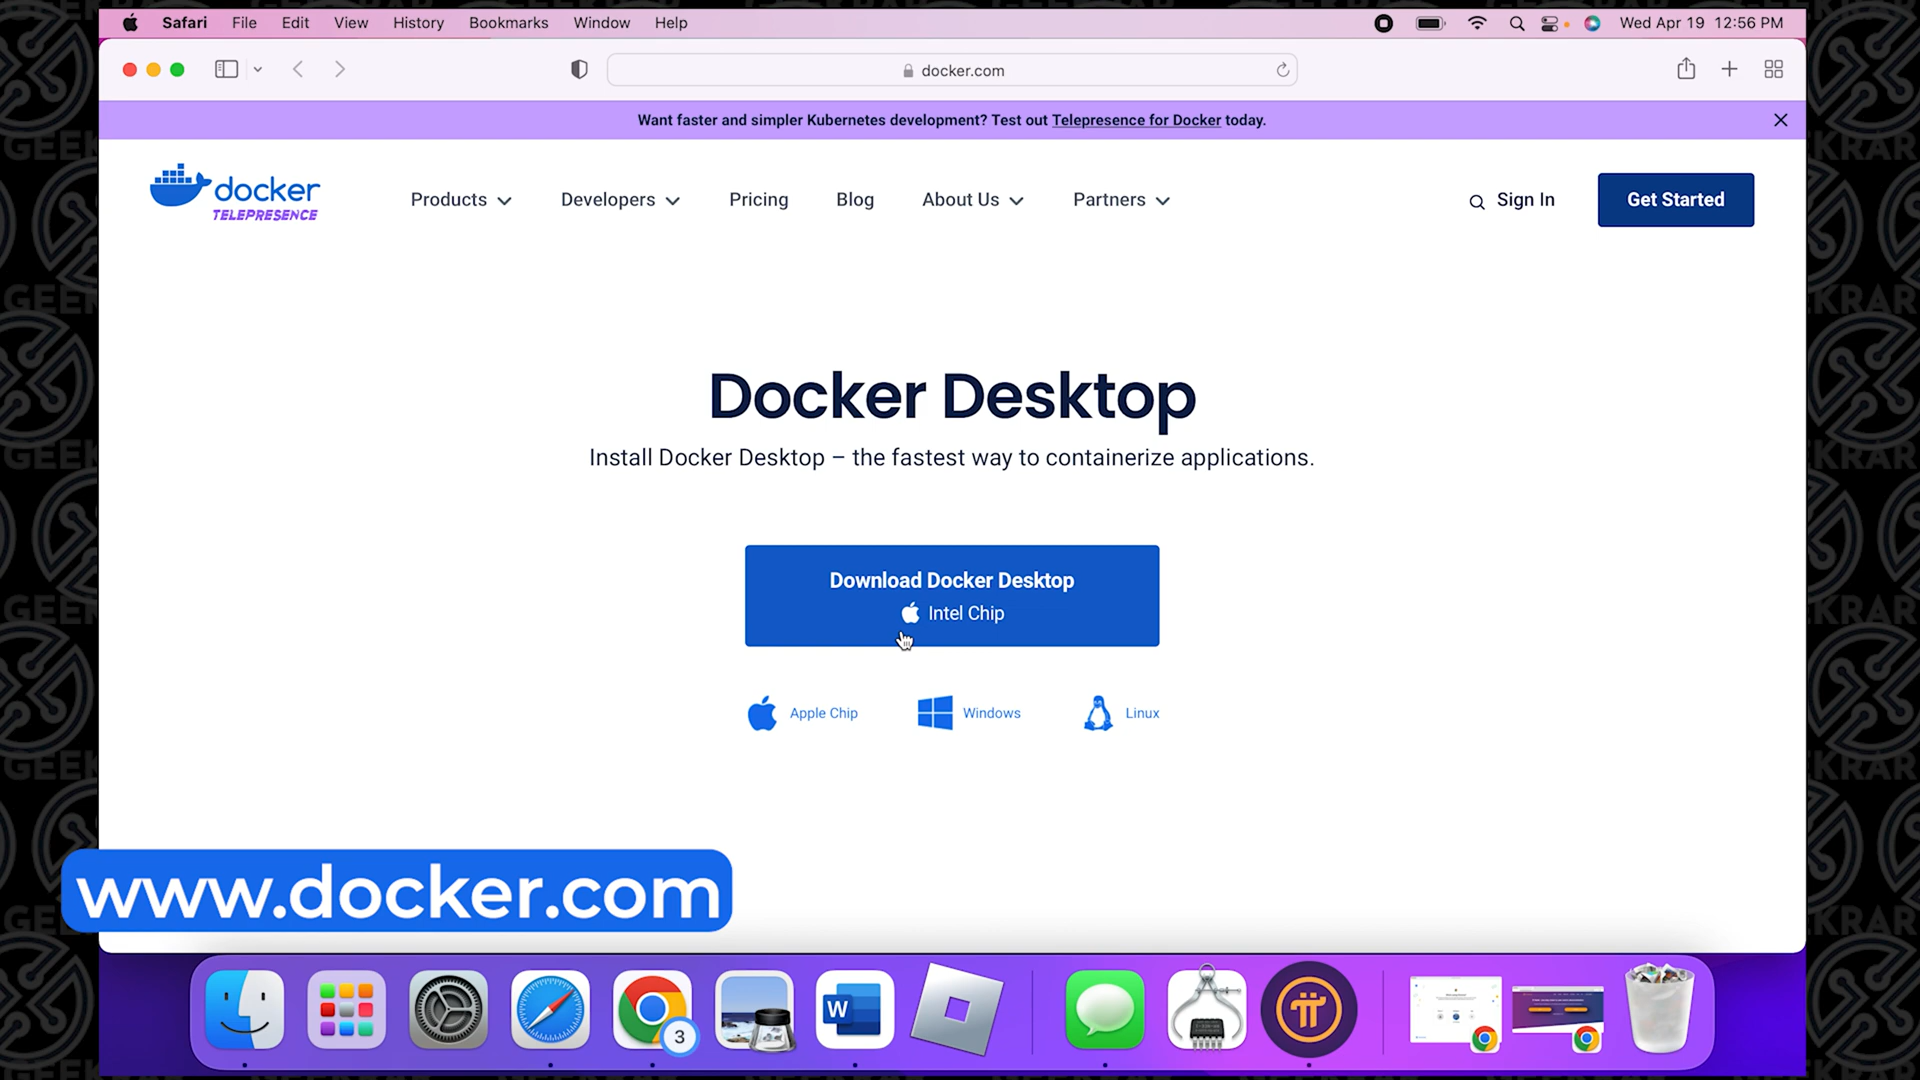 Safari File Edit View History Bookmarks Window Help Wed Apr 19 12:56 PM
docker.com
Want faster and simpler Kubernetes development? Test out Telepresence for Docker today.
docker
TELEPRESENCE
Products Developers Pricing Blog About Us Partners Sign In Get Started
Docker Desktop
Install Docker Desktop – the fastest way to containerize applications.
Download Docker Desktop
Intel Chip
Apple Chip Windows Linux
www.docker.com
W
3